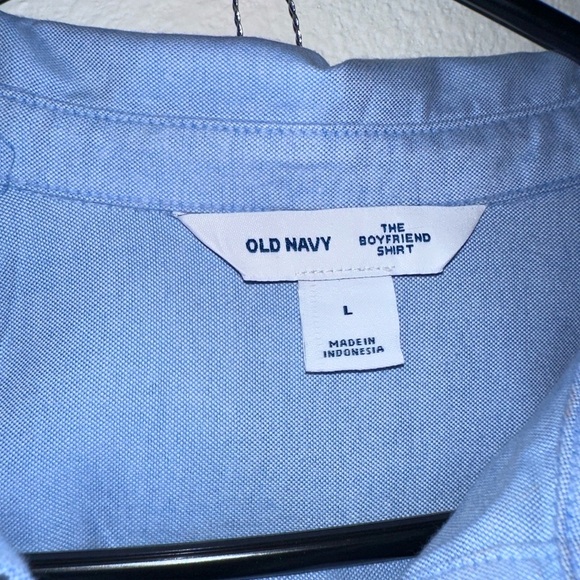 OLD NAVY
THE
BOYFRIEND
SHIRT
L
MADE IN
INDONESIA